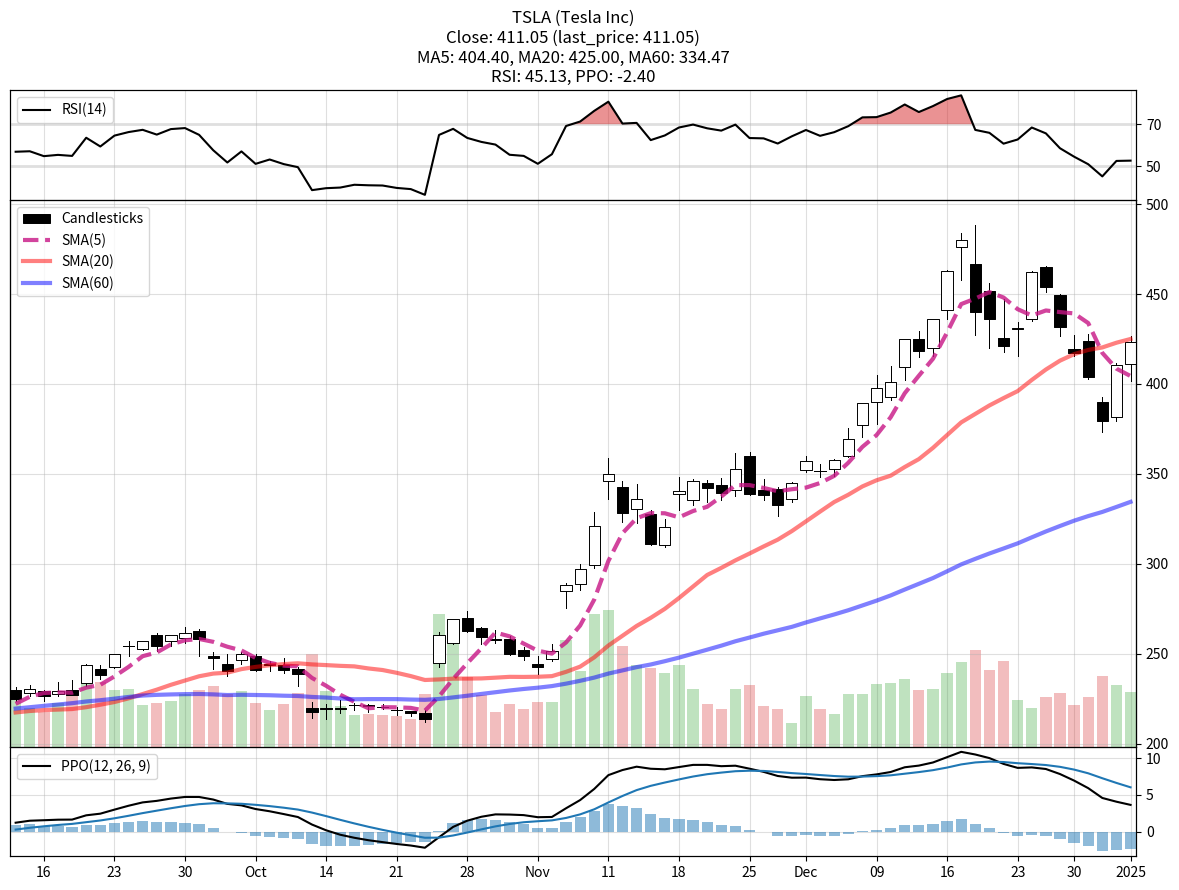 TSLA (Tesla Inc)
Close: 411.05 (last_price: 411.05)
MA5: 404.40, MA20: 425.00, MA60: 334.47
RSI: 45.13, PPO: -2.40
RSI(14)
70
50
Candlesticks
SMA(5)
SMA(20)
SMA(60)
500
450
400
350
300
250
200
PPO(12, 26, 9)
10
5
0
16 23 30 Oct 14 21 28 Nov 11 18 25 Dec 09 16 23 30 2025